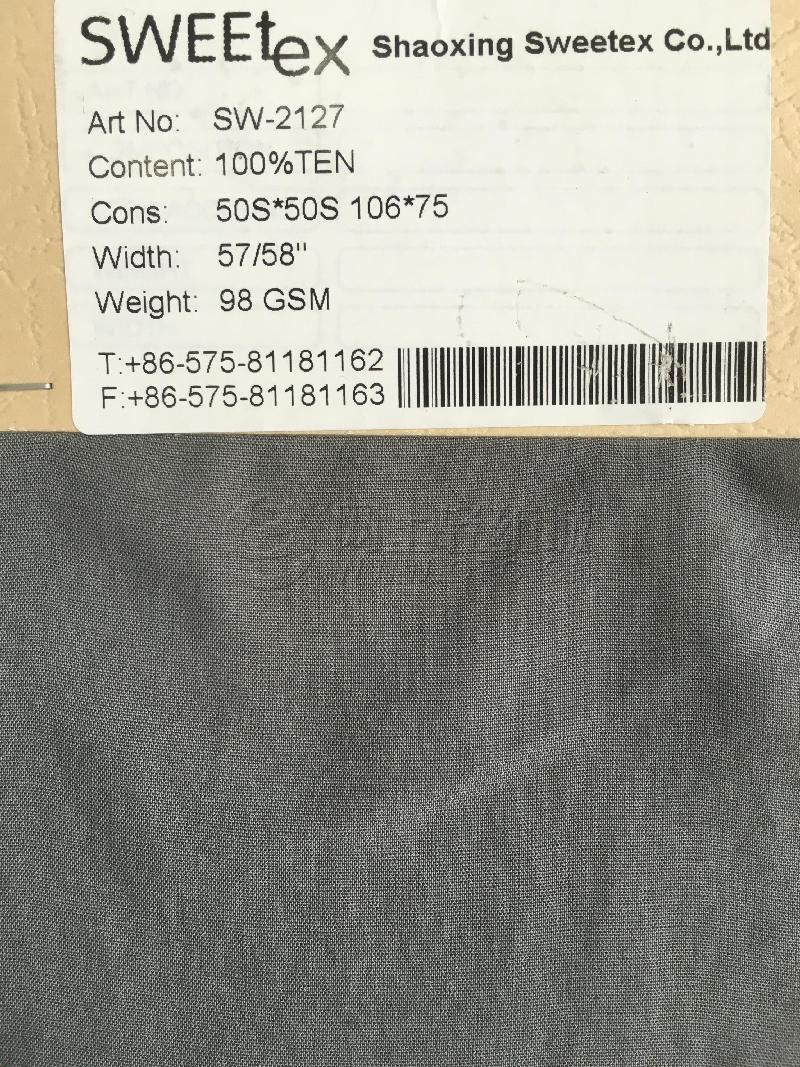 SWEEtex Shaoxing Sweetex Co.,Ltd
Art No: SW-2127
Content: 100%TEN
Cons: 50S*50S 106*75
Width: 57/58"
Weight: 98 GSM
T:+86-575-81181162
F:+86-575-81181163